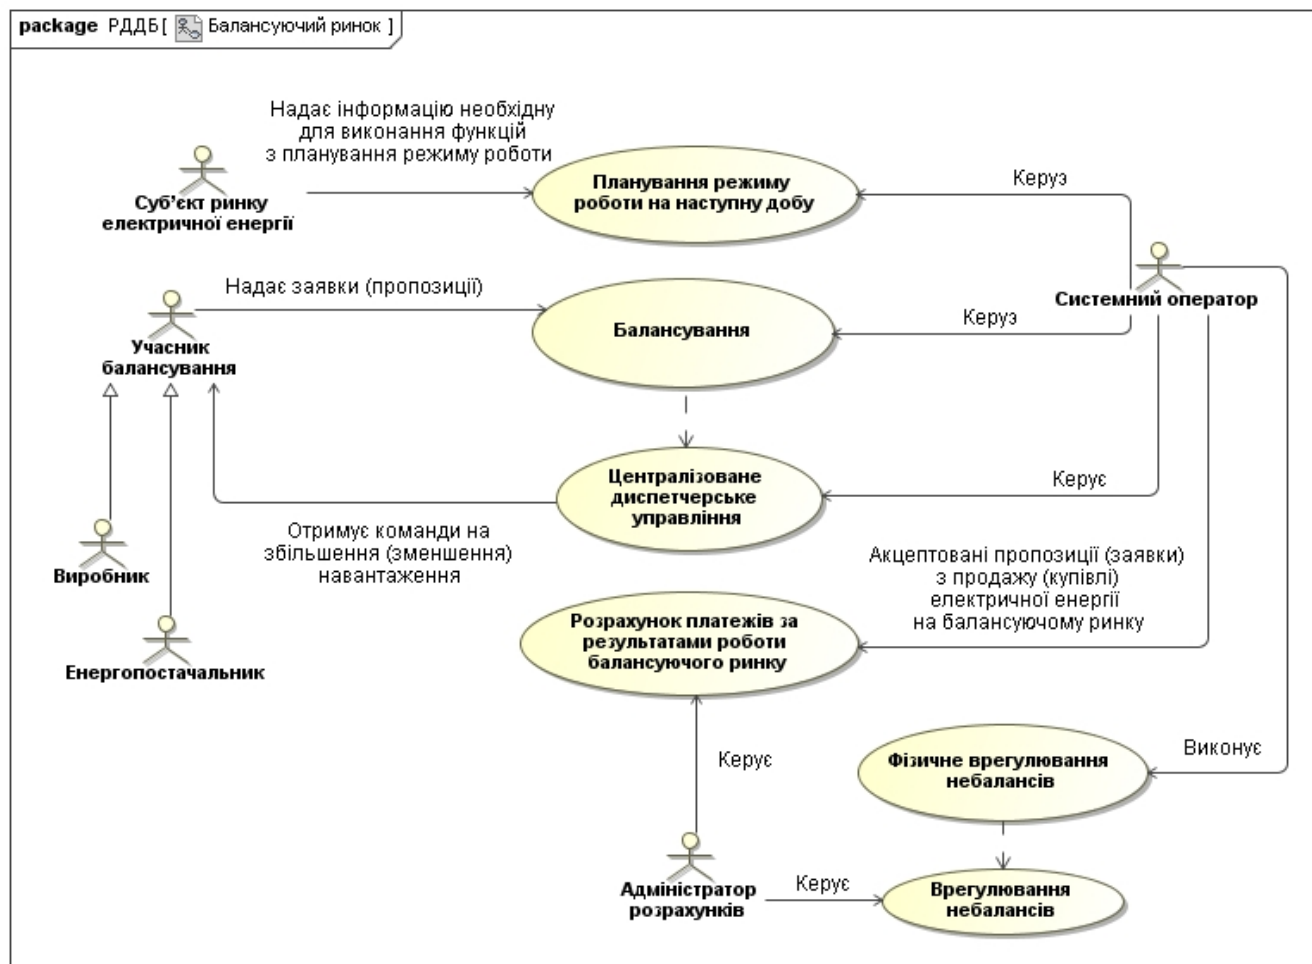 package РДДБ[ Балансуючий ринок ]
Надає інформацію необхідну
для виконання функцій
з планування режиму роботи
Суб'єкт ринку
електричної енергії
Планування режиму
роботи на наступну добу
Керуэ
Системний оператор
Надає заявки (пропозиції)
Учасник
балансування
Балансування
Керуэ
Централізоване
диспетчерське
управління
Керує
Отримує команди на
збільшення (зменшення)
навантаження
Виробник
Енергопостачальник
Акцептовані пропозиції (заявки)
з продажу (купівлі)
електричної енергії
на балансуючому ринку
Розрахунок платежів за
результатами роботи
балансуючого ринку
Керує
Фізичне врегулювання
небалансів
Виконує
Адміністратор
розрахунків
Керує
Врегулювання
небалансів